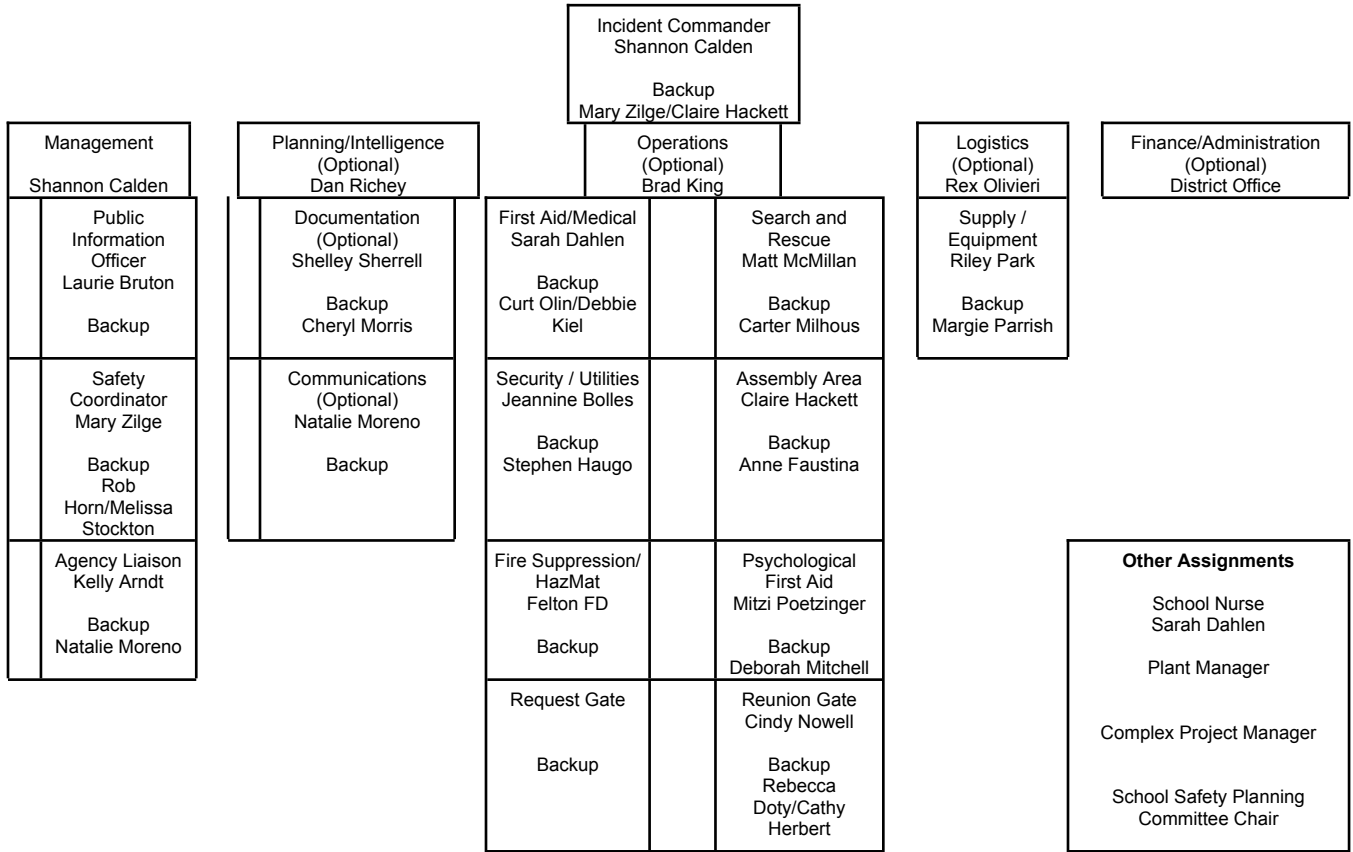 Incident Commander
Shannon Calden
Backup
Mary Zilge/Claire Hackett
Management
Shannon Calden
Planning/Intelligence
(Optional)
Dan Richey
Operations
(Optional)
Brad King
Logistics
(Optional)
Rex Olivieri
Finance/Administration
(Optional)
District Office
Public
Information
Officer
Laurie Bruton
Backup
Documentation
(Optional)
Shelley Sherrell
Backup
Cheryl Morris
First Aid/Medical
Sarah Dahlen
Backup
Curt Olin/Debbie
Kiel
Search and
Rescue
Matt McMillan
Backup
Carter Milhous
Supply /
Equipment
Riley Park
Backup
Margie Parrish
Safety
Coordinator
Mary Zilge
Backup
Rob
Horn/Melissa
Stockton
Communications
(Optional)
Natalie Moreno
Backup
Security / Utilities
Jeannine Bolles
Backup
Stephen Haugo
Assembly Area
Claire Hackett
Backup
Anne Faustina
Agency Liaison
Kelly Arndt
Backup
Natalie Moreno
Fire Suppression/
HazMat
Felton FD
Backup
Psychological
First Aid
Mitzi Poetzinger
Backup
Deborah Mitchell
Request Gate
Backup
Reunion Gate
Cindy Nowell
Backup
Rebecca
Doty/Cathy
Herbert
Other Assignments
School Nurse
Sarah Dahlen
Plant Manager
Complex Project Manager
School Safety Planning
Committee Chair